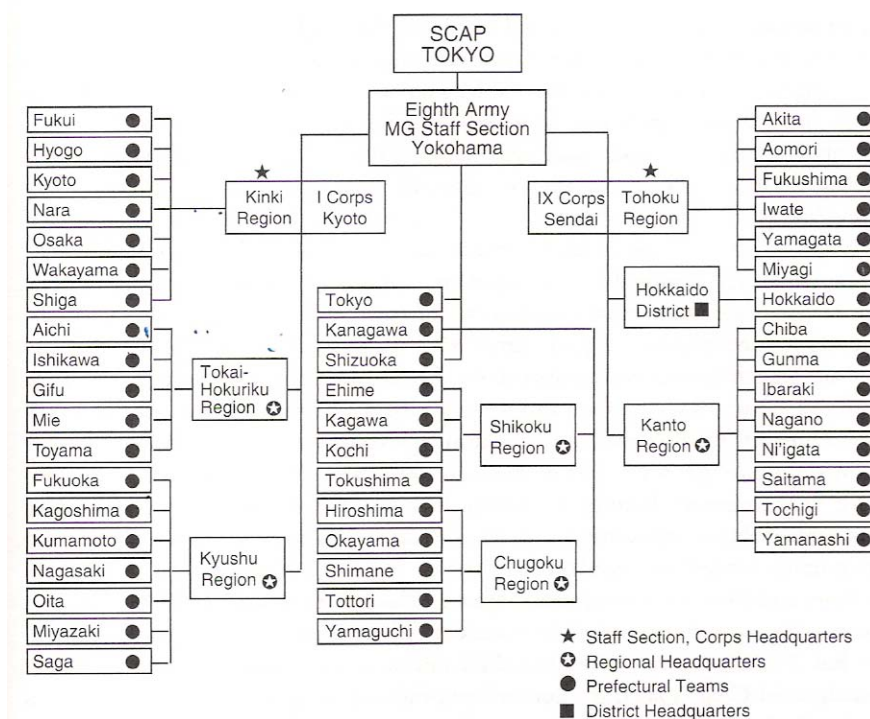 SCAP
TOKYO
Eighth Army
MG Staff Section
Yokohama
Fukui
Hyogo
Kyoto
Nara
Osaka
Wakayama
Shiga
Kinki
Region
I Corps
Kyoto
Aichi
Ishikawa
Gifu
Mie
Toyama
Tokai-
Hokuriku
Region
Fukuoka
Kagoshima
Kumamoto
Nagasaki
Oita
Miyazaki
Saga
Kyushu
Region
Tokyo
Kanagawa
Shizuoka
Ehime
Kagawa
Kochi
Tokushima
Shikoku
Region
Hiroshima
Okayama
Shimane
Tottori
Yamaguchi
Chugoku
Region
IX Corps
Sendai
Tohoku
Region
Akita
Aomori
Fukushima
Iwate
Yamagata
Miyagi
Hokkaido
District
Hokkaido
Kanto
Region
Chiba
Gunma
Ibaraki
Nagano
Ni'igata
Saitama
Tochigi
Yamanashi
Staff Section, Corps Headquarters
Regional Headquarters
Prefectural Teams
District Headquarters